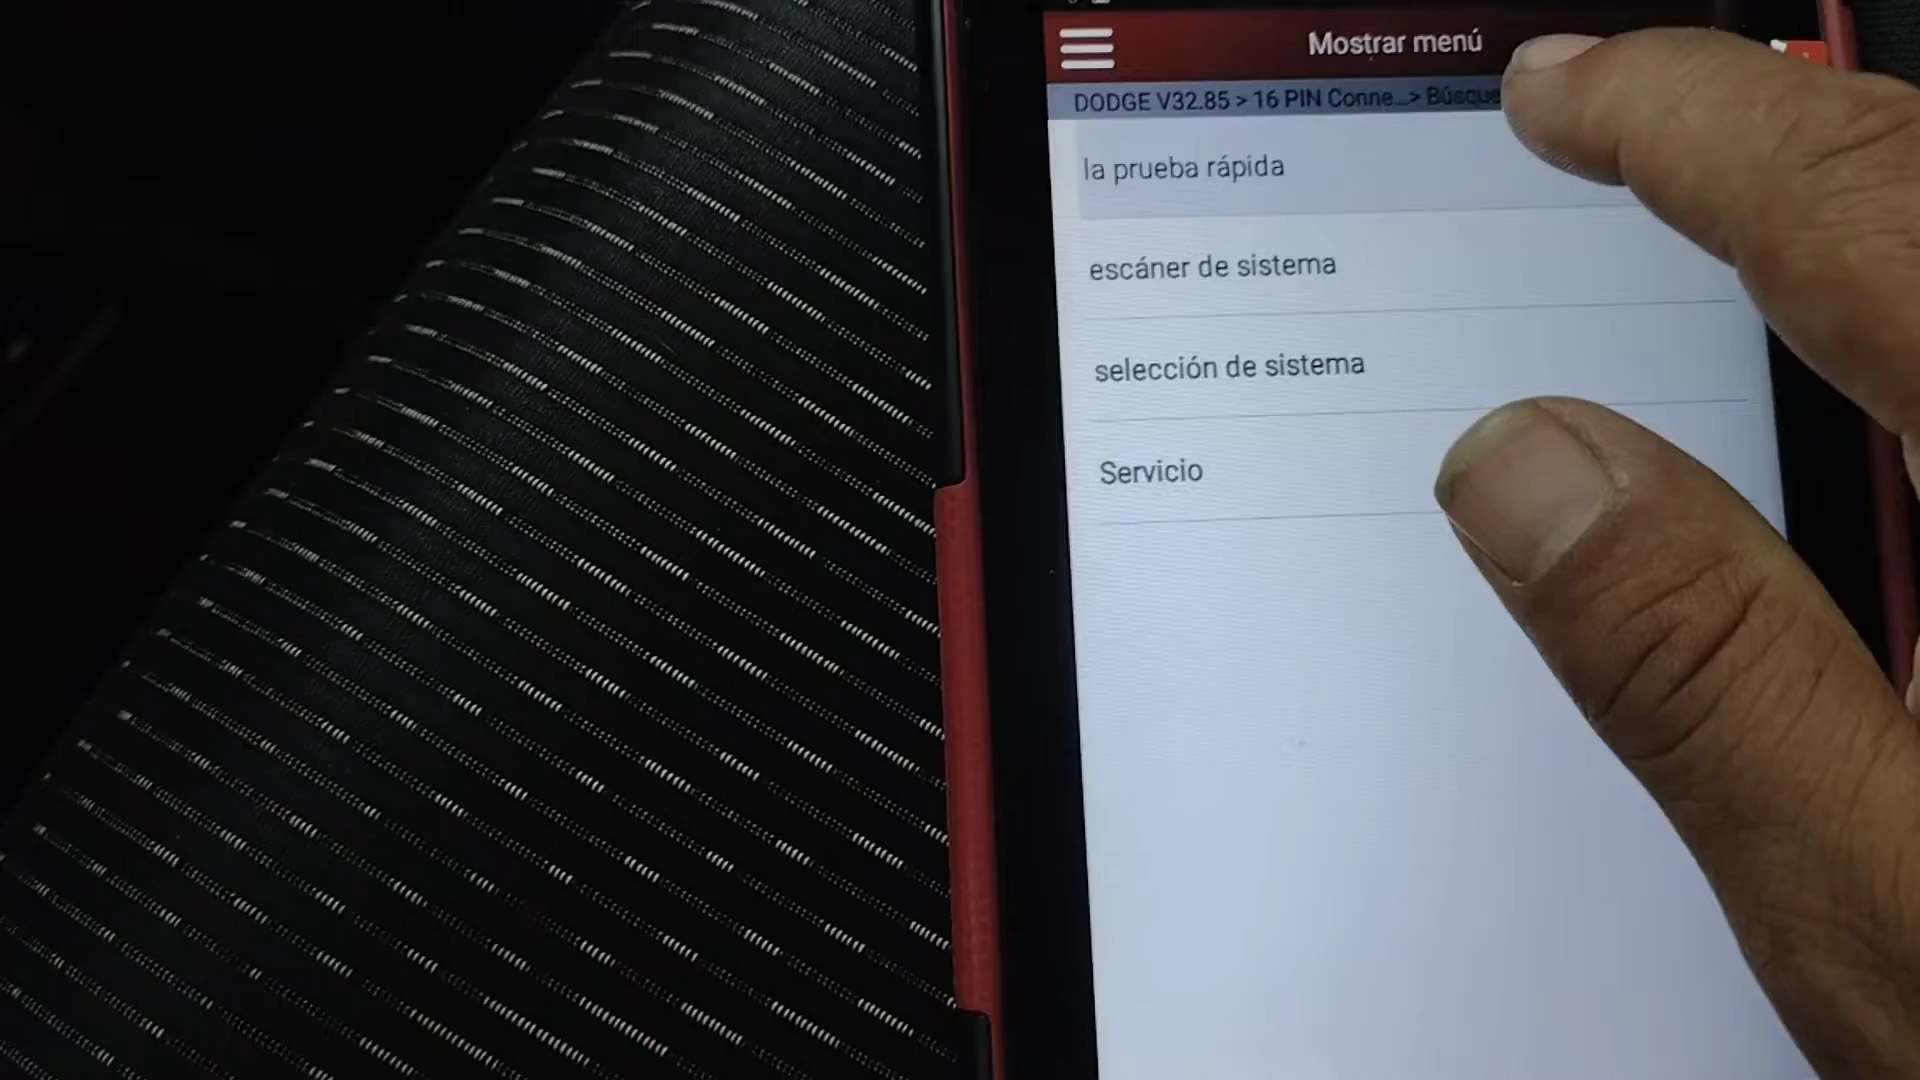 Mostrar menú
DODGE V32.85 > 16 PIN Conne...> Búsque
la prueba rápida
escáner de sistema
selección de sistema
Servicio